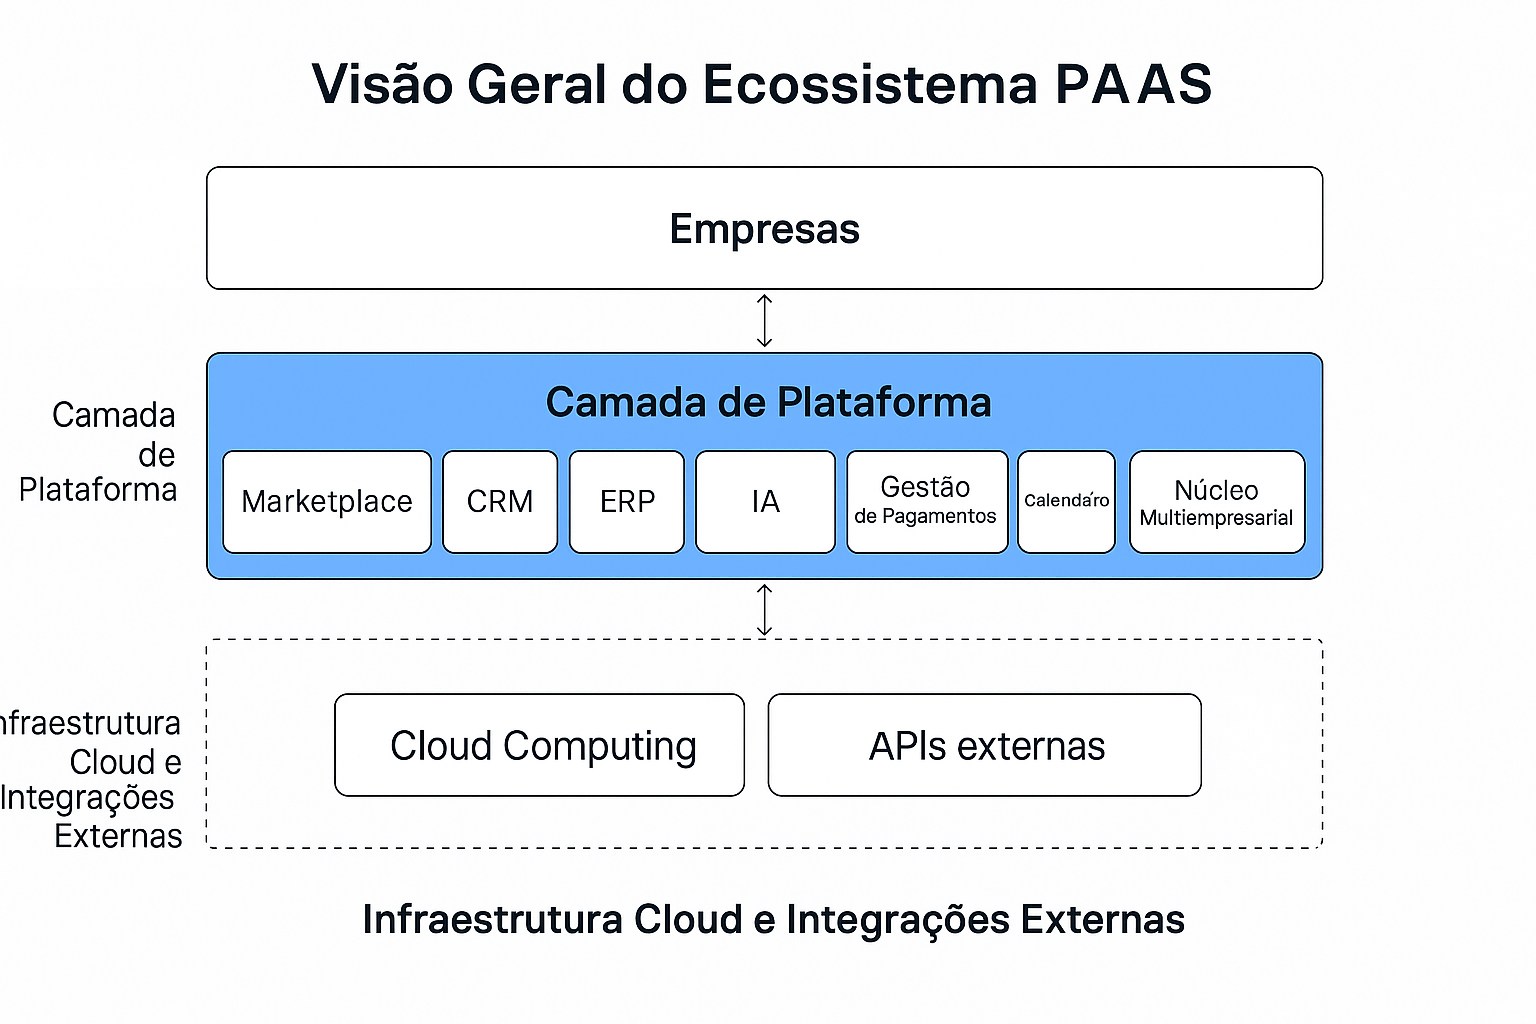 Visão Geral do Ecossistema PAAS
Empresas
Camada
de
Plataforma
Camada de Plataforma
Marketplace
CRM
ERP
IA
Gestão
de Pagamentos
Calendaŕo
Núcleo
Multiempresarial
nfraestrutura
Cloud e
Integrações
Externas
Cloud Computing
APIs externas
Infraestrutura Cloud e Integrações Externas